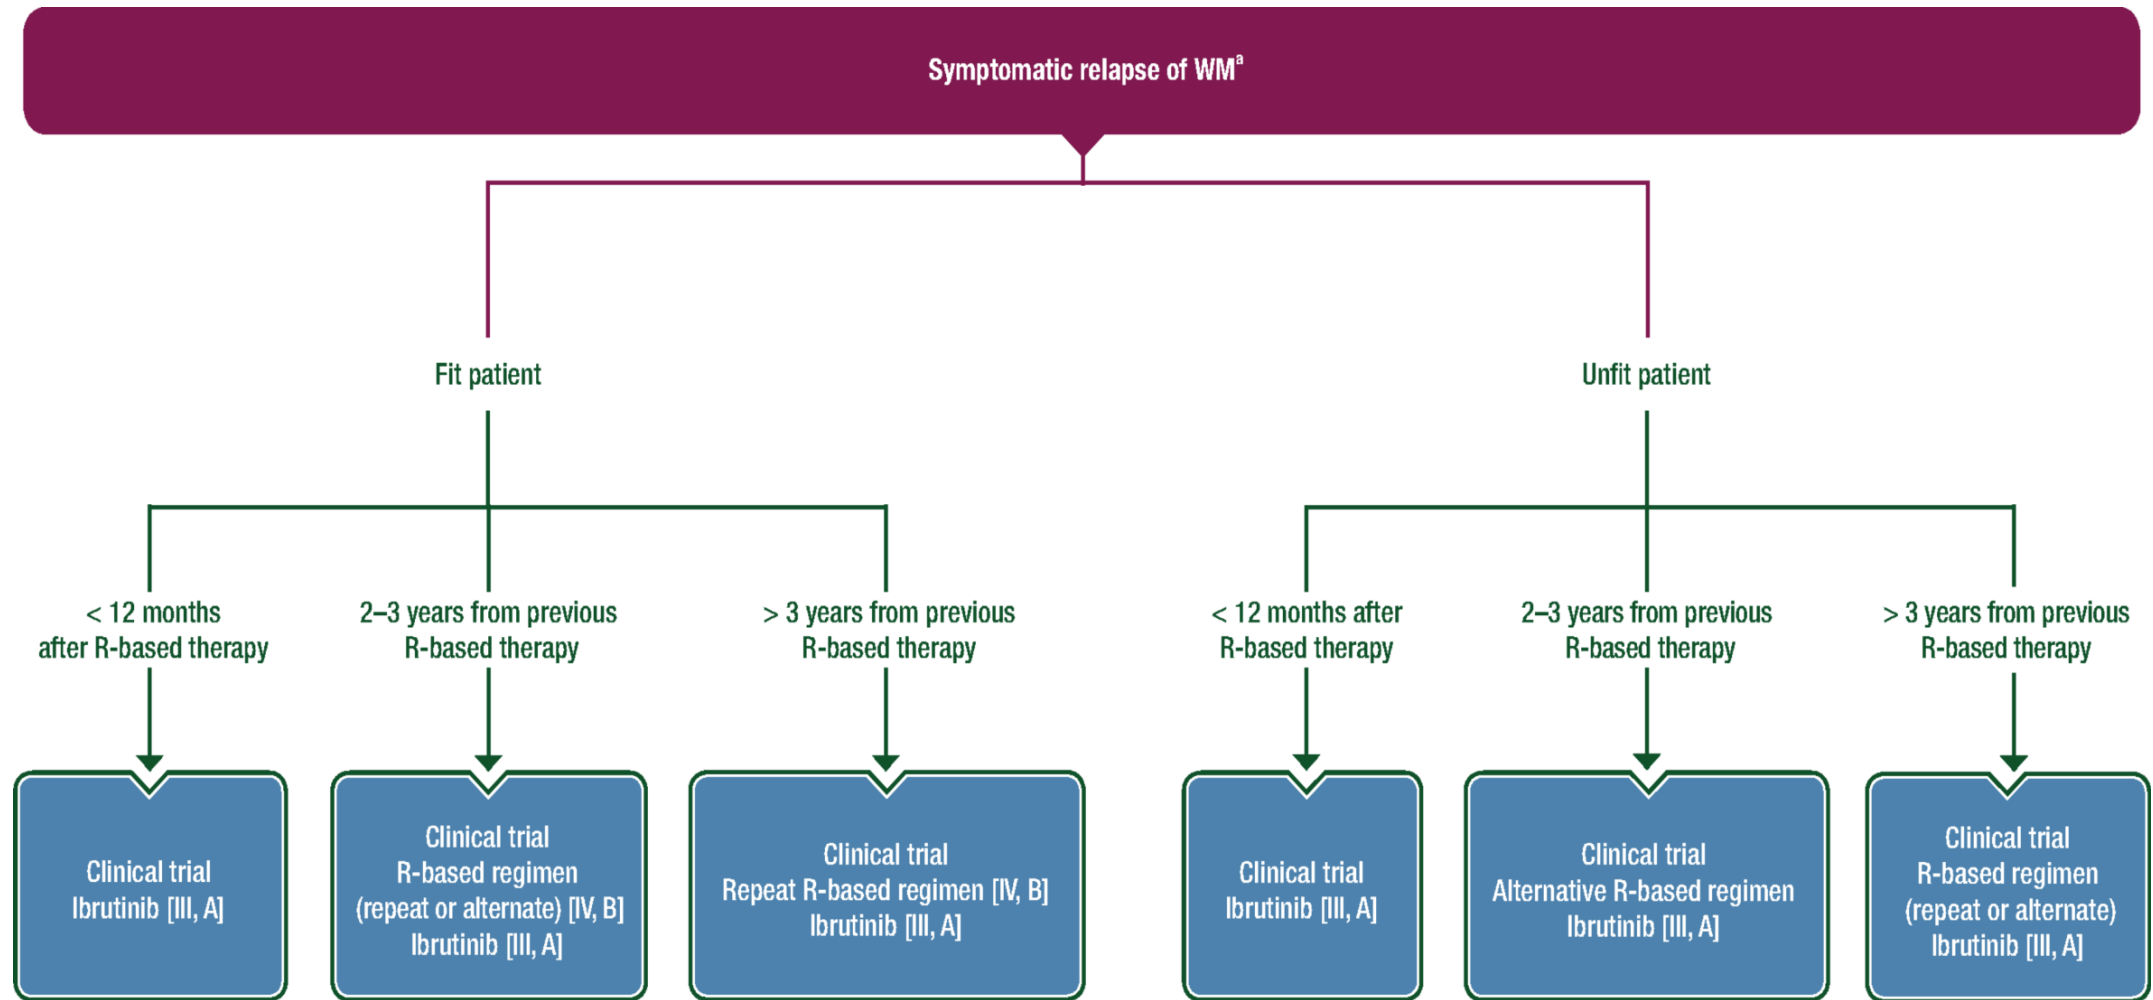 Symptomatic relapse of WMa
Fit patient
Unfit patient
< 12 months
after R-based therapy
2–3 years from previous
R-based therapy
> 3 years from previous
R-based therapy
< 12 months after
R-based therapy
2–3 years from previous
R-based therapy
> 3 years from previous
R-based therapy
Clinical trial
Ibrutinib [III, A]
Clinical trial
R-based regimen
(repeat or alternate) [IV, B]
Ibrutinib [III, A]
Clinical trial
Repeat R-based regimen [IV, B]
Ibrutinib [III, A]
Clinical trial
Ibrutinib [III, A]
Clinical trial
Alternative R-based regimen
Ibrutinib [III, A]
Clinical trial
R-based regimen
(repeat or alternate)
Ibrutinib [III, A]